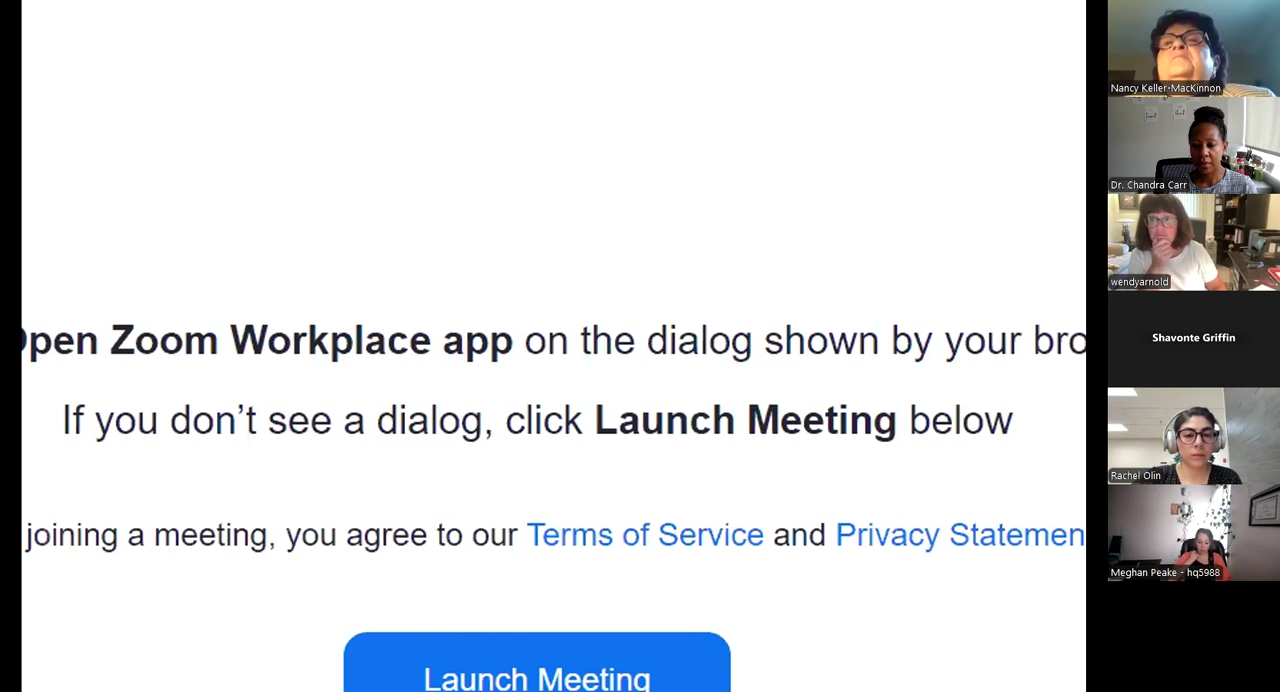 pen Zoom Workplace app on the dialog shown by your bro
If you don’t see a dialog, click Launch Meeting below
joining a meeting, you agree to our Terms of Service and Privacy Statemen
Launch Meeting
Nancy Keller-MacKinnon
Dr. Chandra Carr
wendyarnold
Shavonte Griffin
Rachel Olin
Meghan Peake - hq5988